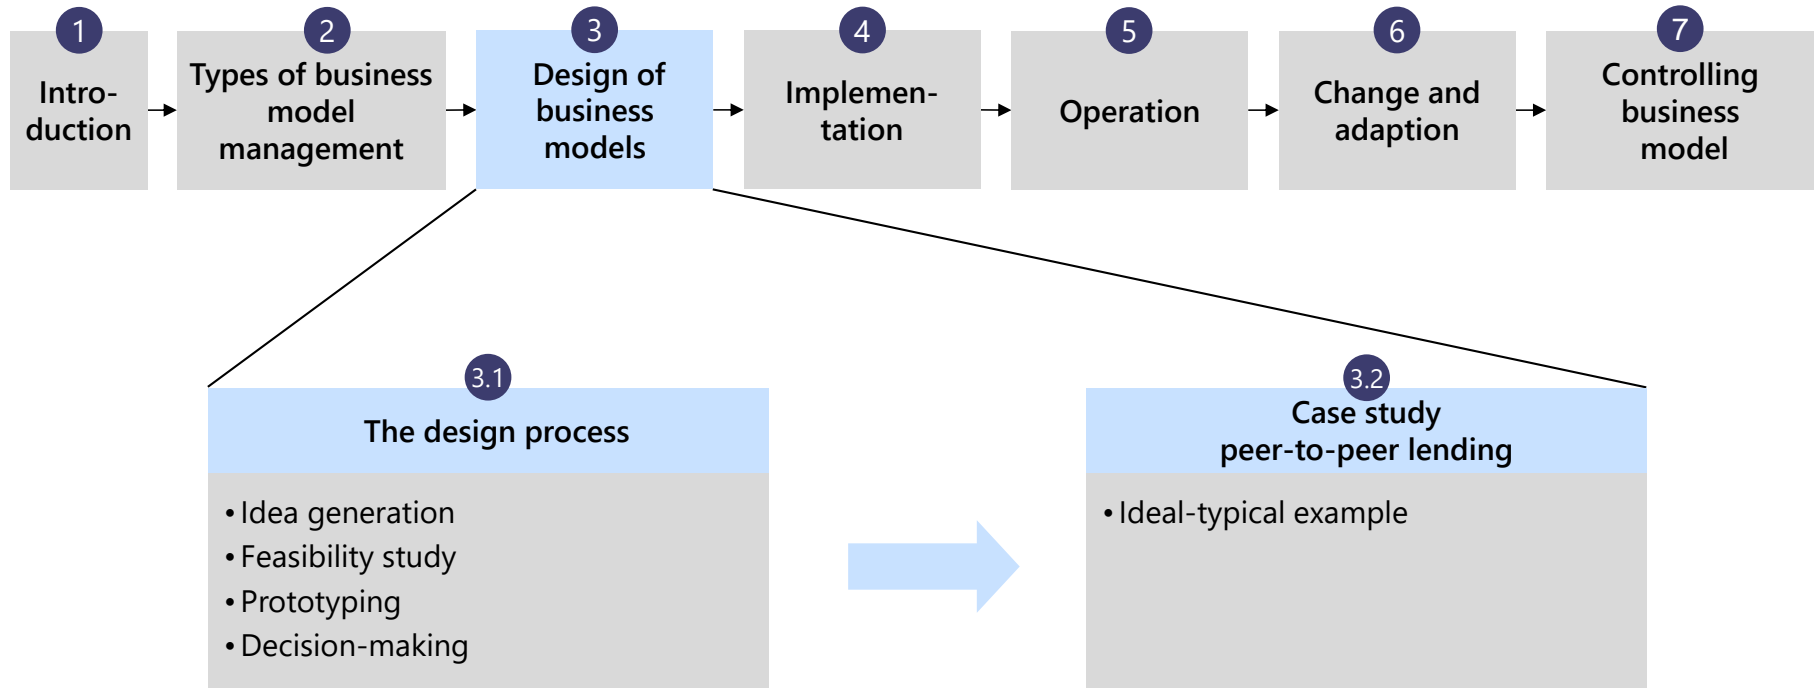 1
Intro-
duction
2
Types of business
model
management
3
Design of
business
models
4
Implemen-
tation
5
Operation
6
Change and
adaption
7
Controlling
business
model
3.1
The design process
• Idea generation
• Feasibility study
• Prototyping
• Decision-making
3.2
Case study
peer-to-peer lending
• Ideal-typical example